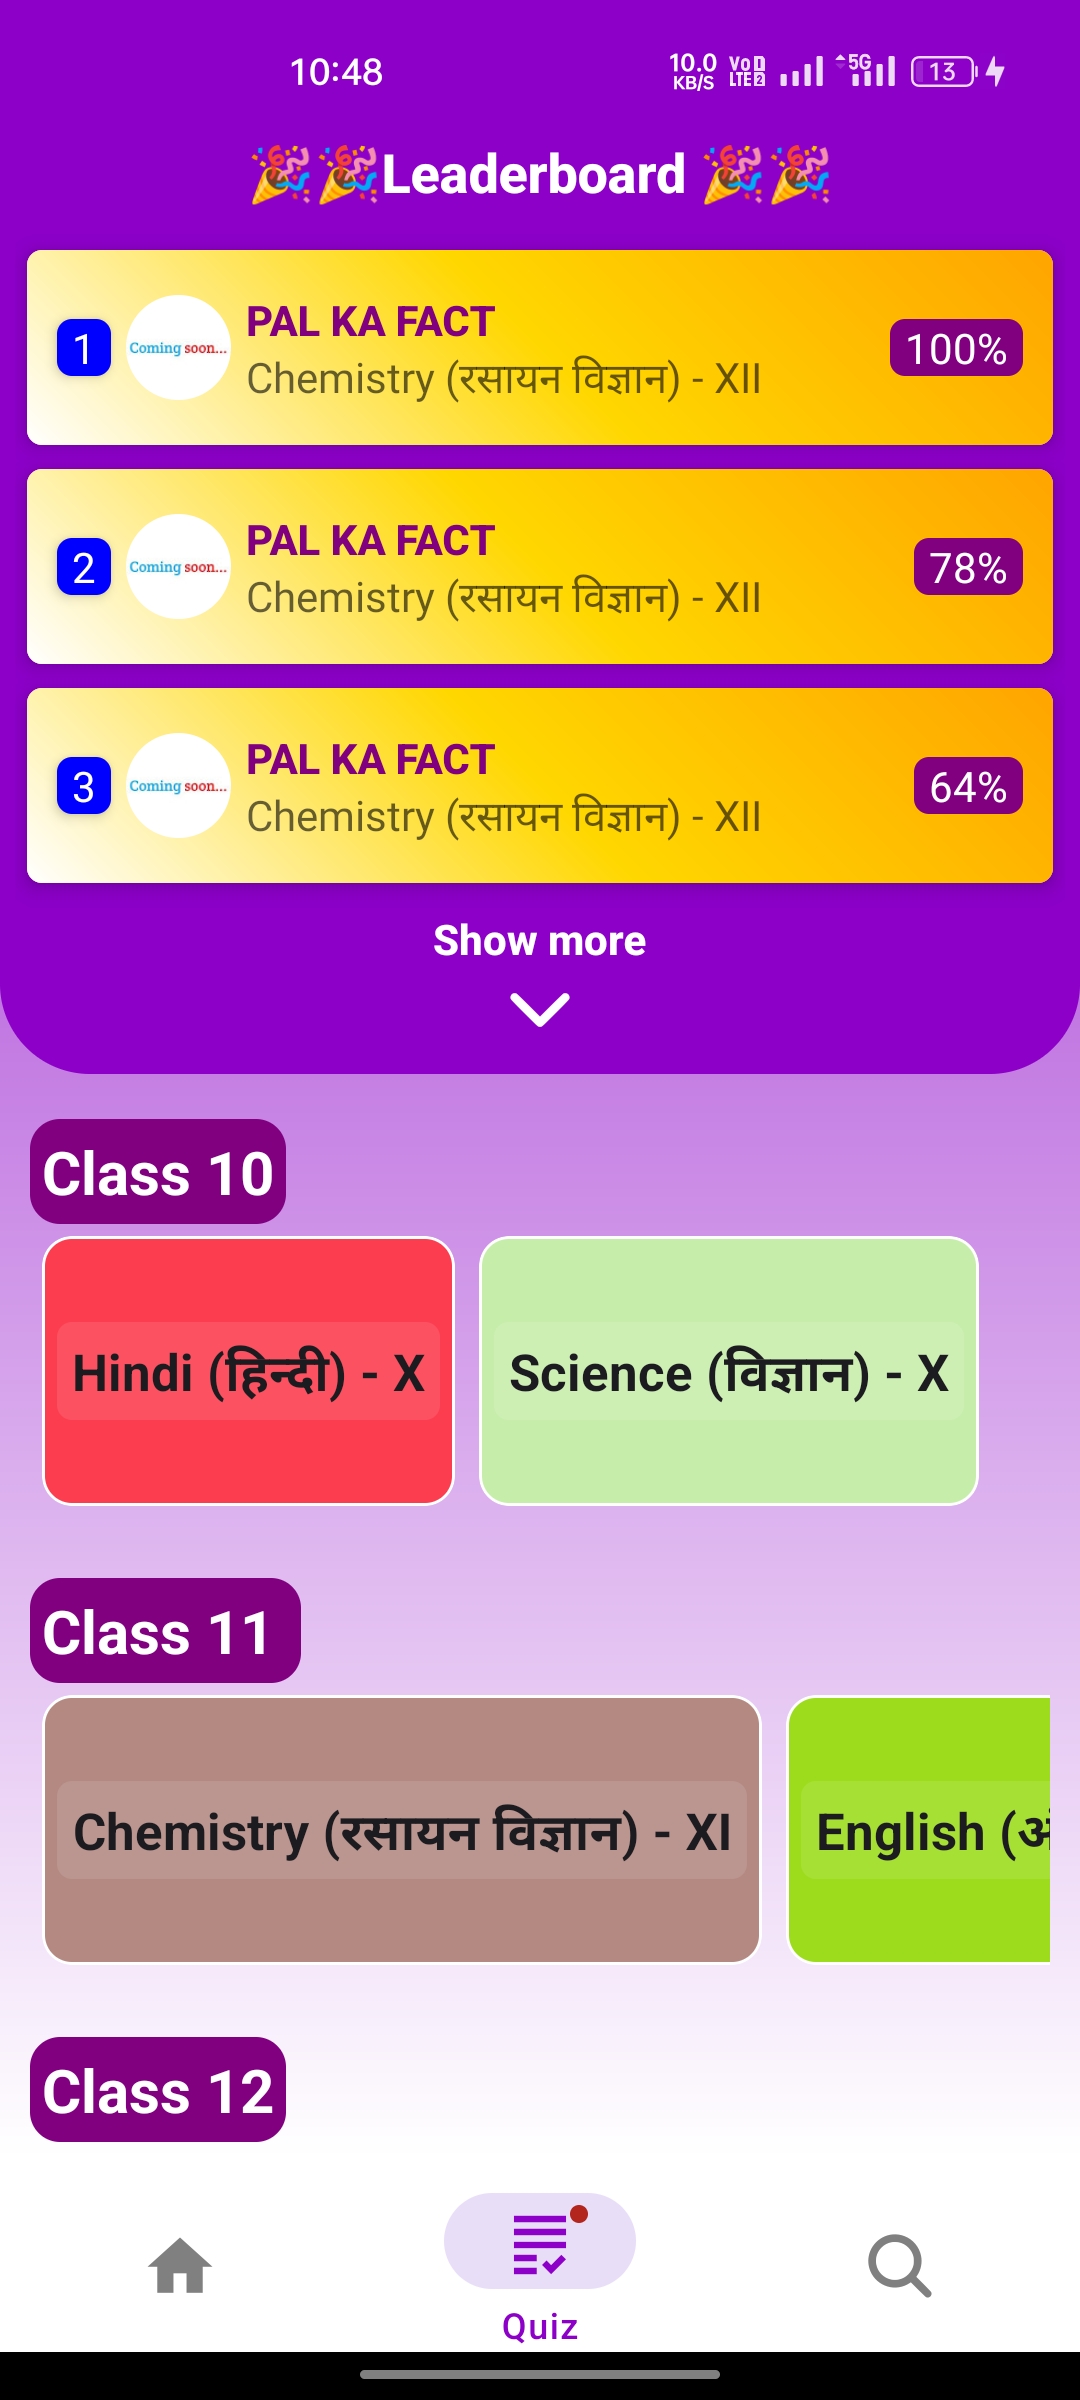 10:48
10.0 KB/S Vo1 LTE2 5G 13
🎉🎉Leaderboard 🎉🎉
1 Coming soon... PAL KA FACT
Chemistry (रसायन विज्ञान) - XII
100%
2 Coming soon... PAL KA FACT
Chemistry (रसायन विज्ञान) - XII
78%
3 Coming soon... PAL KA FACT
Chemistry (रसायन विज्ञान) - XII
64%
Show more
Class 10
Hindi (हिन्दी) - X
Science (विज्ञान) - X
Class 11
Chemistry (रसायन विज्ञान) - XI
English (अं
Class 12
Quiz